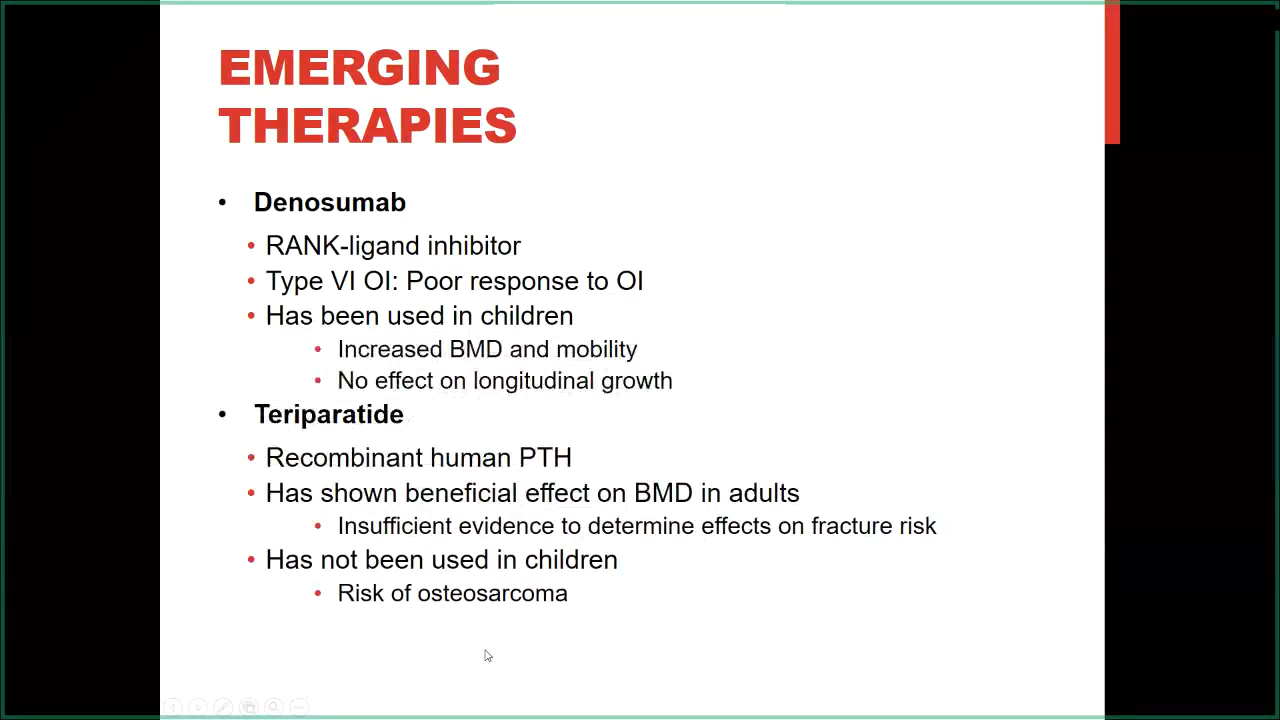 EMERGING
THERAPIES
• Denosumab
• RANK-ligand inhibitor
• Type VI OI: Poor response to OI
• Has been used in children
• Increased BMD and mobility
• No effect on longitudinal growth
• Teriparatide
• Recombinant human PTH
• Has shown beneficial effect on BMD in adults
• Insufficient evidence to determine effects on fracture risk
• Has not been used in children
• Risk of osteosarcoma